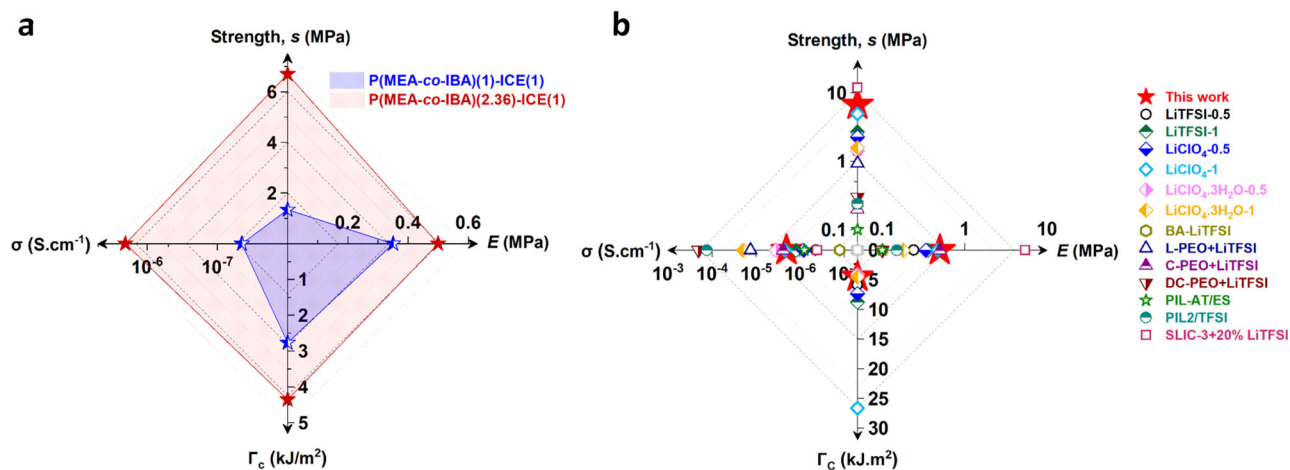 a
Strength, s (MPa)
P(MEA-co-IBA)(1)-ICE(1)
P(MEA-co-IBA)(2.36)-ICE(1)
6
4
2
0.2 0.4 0.6
σ (S.cm⁻¹)
E (MPa)
0
10⁻⁶ 10⁻⁷
1
2
3
4
5
Γc (kJ/m²)
b
Strength, s (MPa)
10
1
0.1 0.1 1 10
σ (S.cm⁻¹)
0
E (MPa)
10⁻³ 10⁻⁴ 10⁻⁵ 10⁻⁶
5
10
15
20
25
30
Γc (kJ.m²)
This work
LiTFSI-0.5
LiTFSI-1
LiClO₄-0.5
LiClO₄-1
LiClO₄.3H₂O-0.5
LiClO₄.3H₂O-1
BA-LiTFSI
L-PEO+LiTFSI
C-PEO+LiTFSI
DC-PEO+LiTFSI
PIL-AT/ES
PIL2/TFSI
SLIC-3+20% LiTFSI